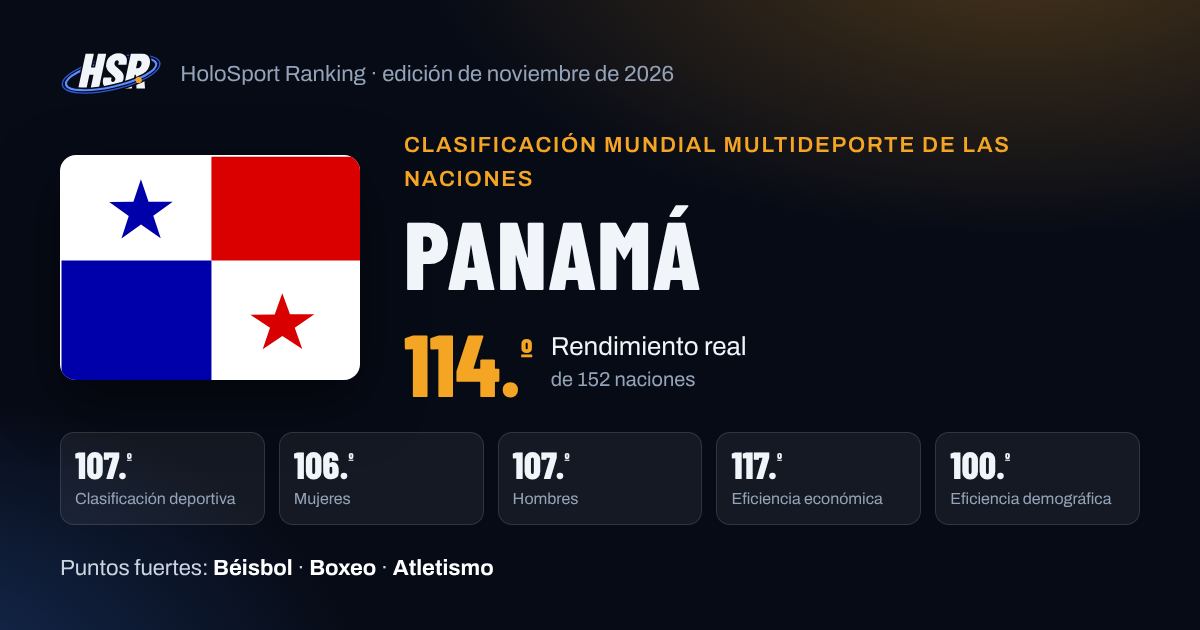 HSR
HoloSport Ranking · edición de noviembre de 2026
CLASIFICACIÓN MUNDIAL MULTIDEPORTE DE LAS
NACIONES
PANAMÁ
114.º
Rendimiento real
de 152 naciones
107.º
Clasificación deportiva
106.º
Mujeres
107.º
Hombres
117.º
Eficiencia económica
100.º
Eficiencia demográfica
Puntos fuertes: Béisbol · Boxeo · Atletismo